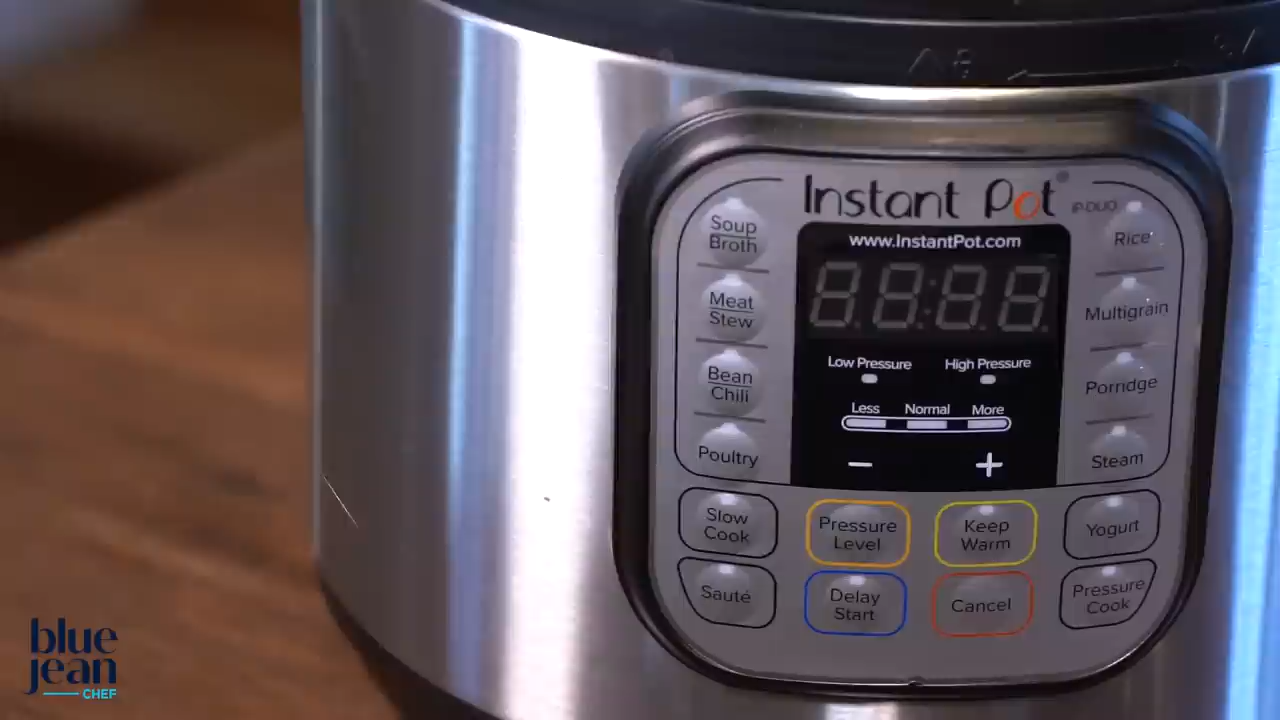 Instant Pot®
IP-DUO
www.InstantPot.com
Soup
Broth
Meat
Stew
Bean
Chili
Poultry
Rice
Multigrain
Porridge
Steam
88:88
Low Pressure
High Pressure
Less
Normal
More
−
+
Slow
Cook
Pressure
Level
Keep
Warm
Yogurt
Sauté
Delay
Start
Cancel
Pressure
Cook
blue
jean
CHEF